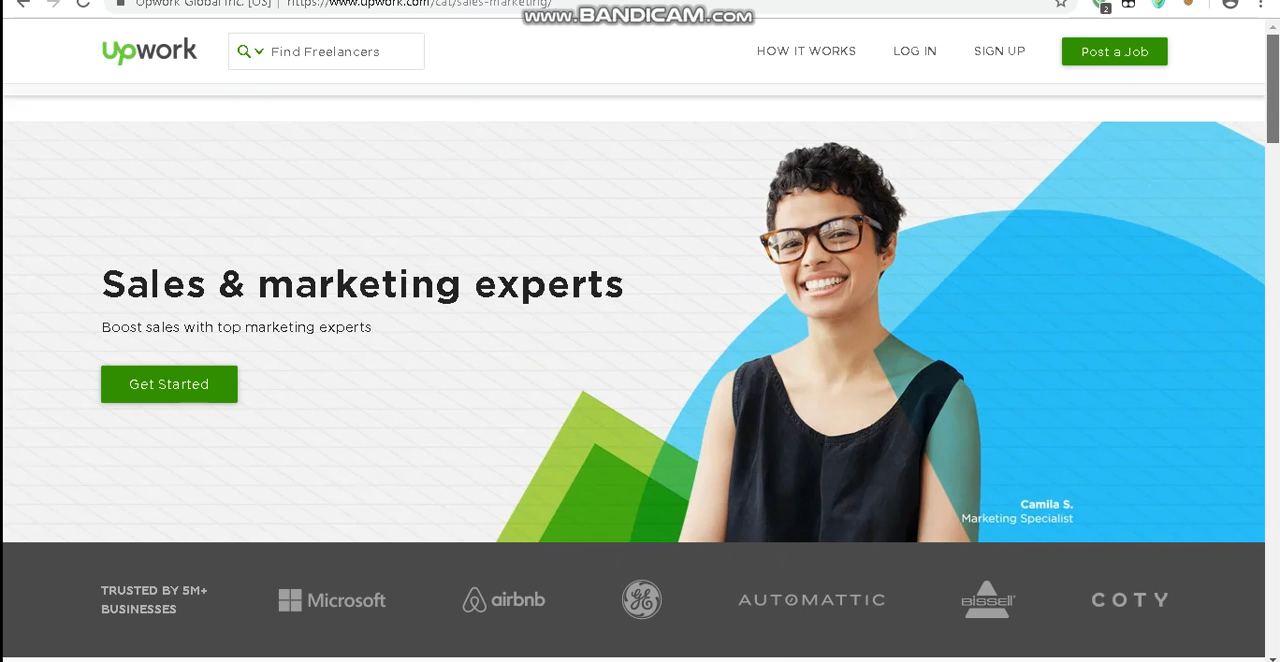 Upwork Global Inc. [US] | https://www.upwork.com/cat/sales-marketing/
www.BANDICAM.com
2
upwork
Find Freelancers
HOW IT WORKS
LOG IN
SIGN UP
Post a Job
Sales & marketing experts
Boost sales with top marketing experts
Get Started
Camila S.
Marketing Specialist
TRUSTED BY 5M+
BUSINESSES
Microsoft
airbnb
GE
AUTOMATTIC
BISSELL
COTY